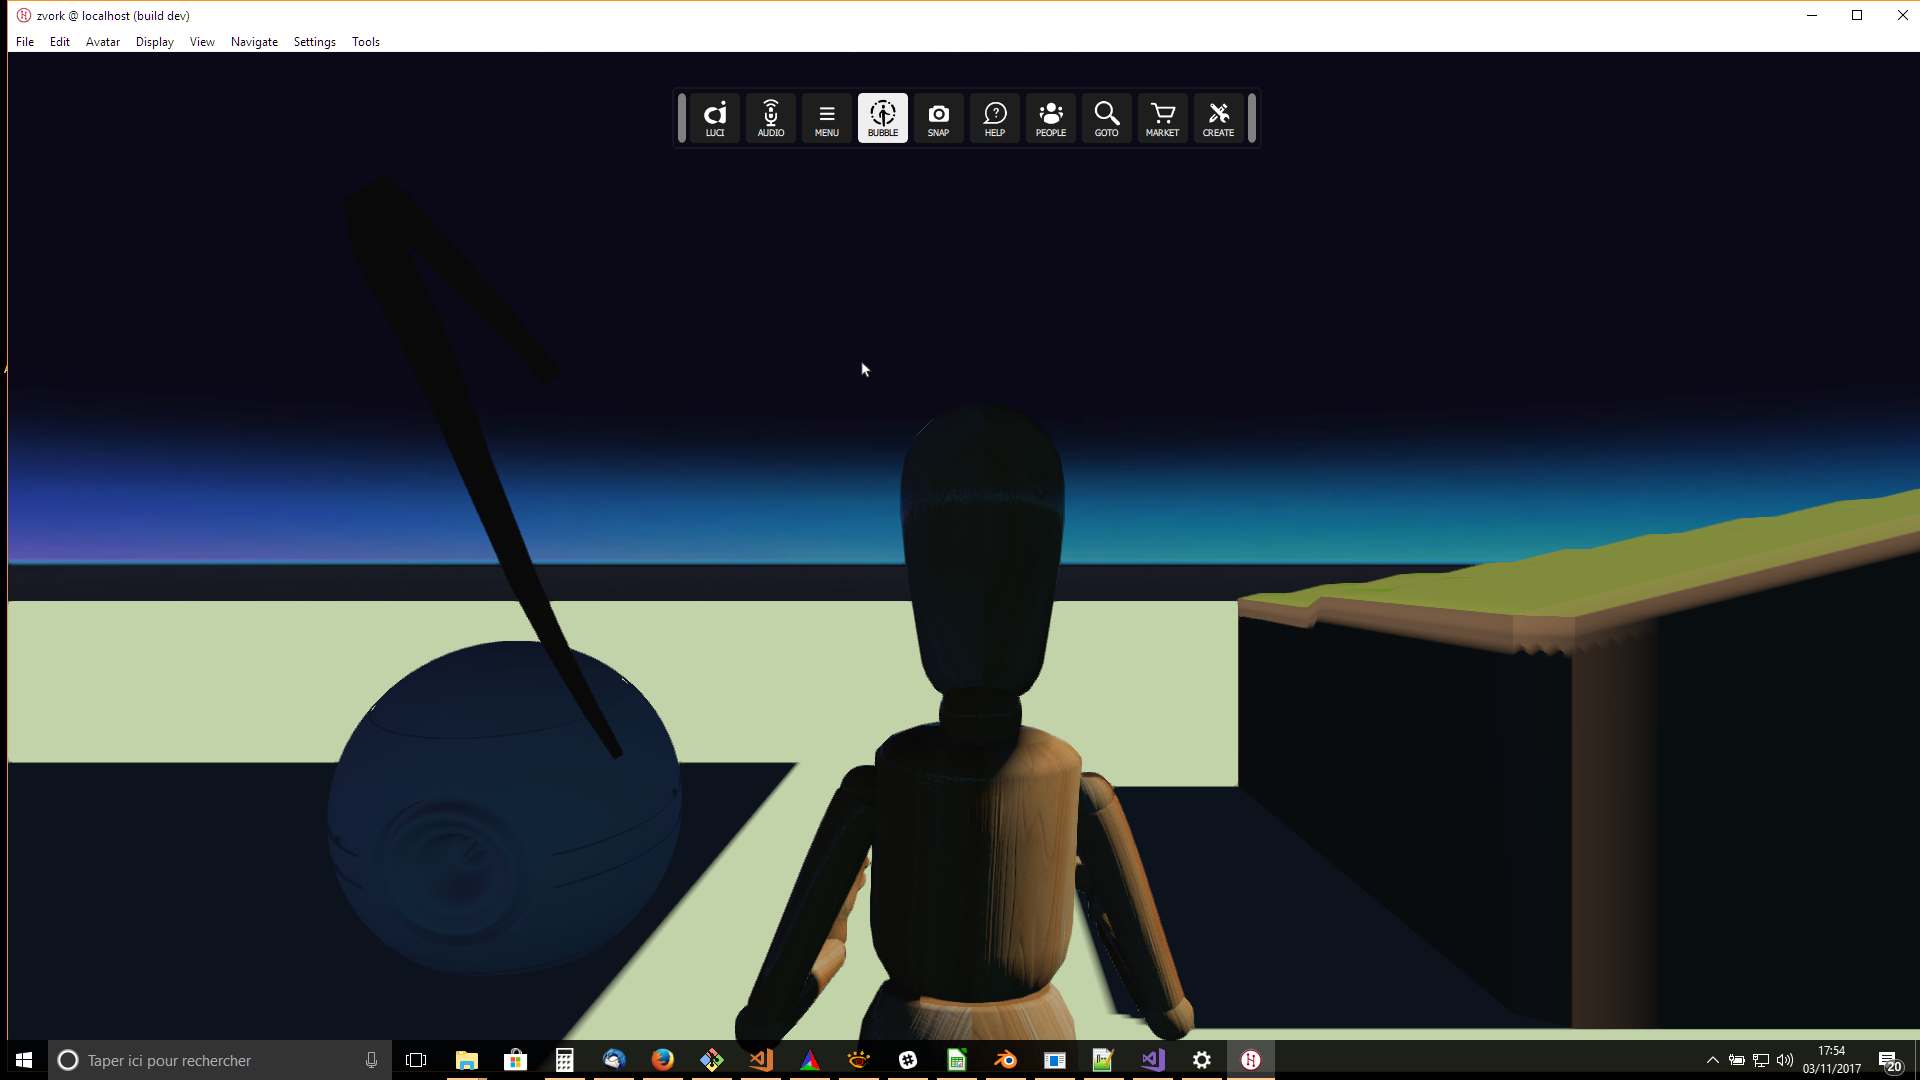 zvork @ localhost (build dev)
File Edit Avatar Display View Navigate Settings Tools
LUCI AUDIO MENU BUBBLE SNAP HELP PEOPLE GOTO MARKET CREATE
Taper ici pour rechercher
17:54
03/11/2017
20